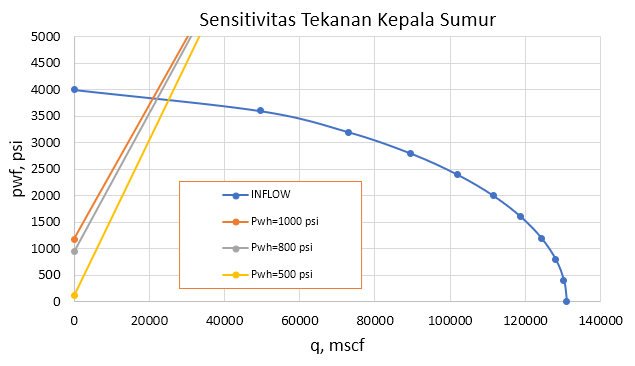 Sensitivitas Tekanan Kepala Sumur
5000
4500
4000
3500
3000
2500
2000
1500
1000
500
0
pwf, psi
INFLOW
Pwh=1000 psi
Pwh=800 psi
Pwh=500 psi
0 20000 40000 60000 80000 100000 120000 140000
q, mscf